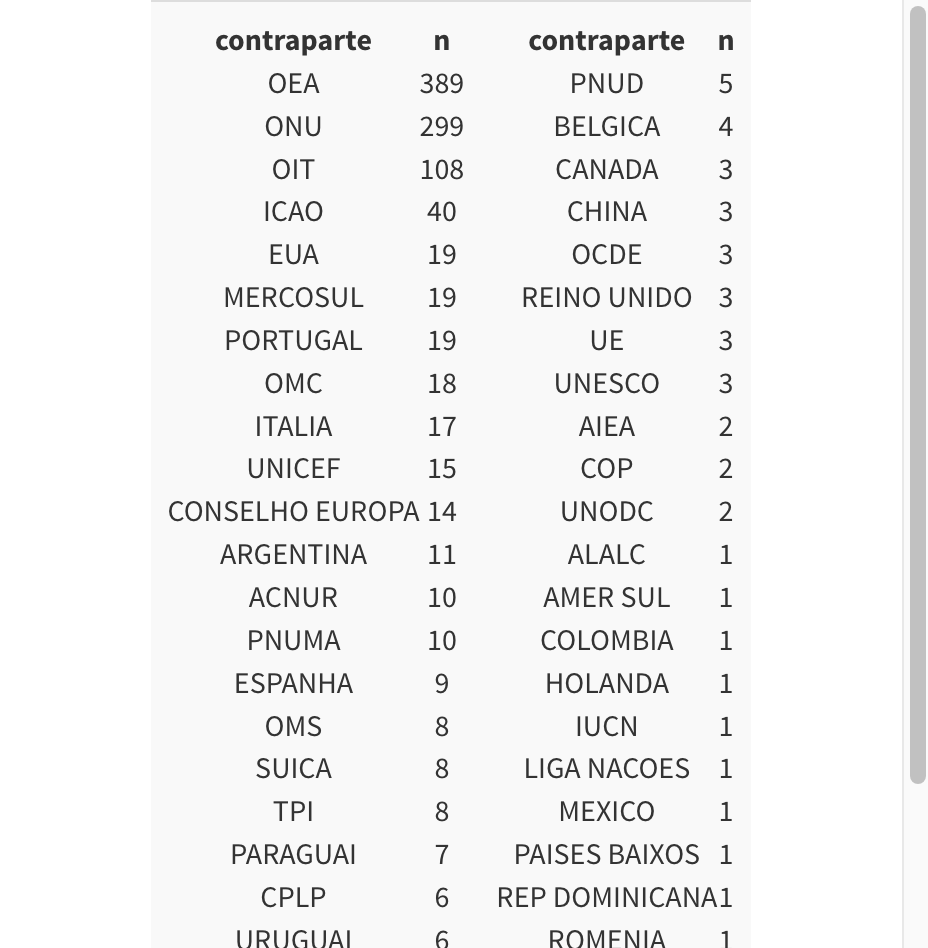 contraparte n contraparte n
OEA 389 PNUD 5
ONU 299 BELGICA 4
OIT 108 CANADA 3
ICAO 40 CHINA 3
EUA 19 OCDE 3
MERCOSUL 19 REINO UNIDO 3
PORTUGAL 19 UE 3
OMC 18 UNESCO 3
ITALIA 17 AIEA 2
UNICEF 15 COP 2
CONSELHO EUROPA 14 UNODC 2
ARGENTINA 11 ALALC 1
ACNUR 10 AMER SUL 1
PNUMA 10 COLOMBIA 1
ESPANHA 9 HOLANDA 1
OMS 8 IUCN 1
SUICA 8 LIGA NACOES 1
TPI 8 MEXICO 1
PARAGUAI 7 PAISES BAIXOS 1
CPLP 6 REP DOMINICANA 1
URUGUAI 6 ROMENIA 1